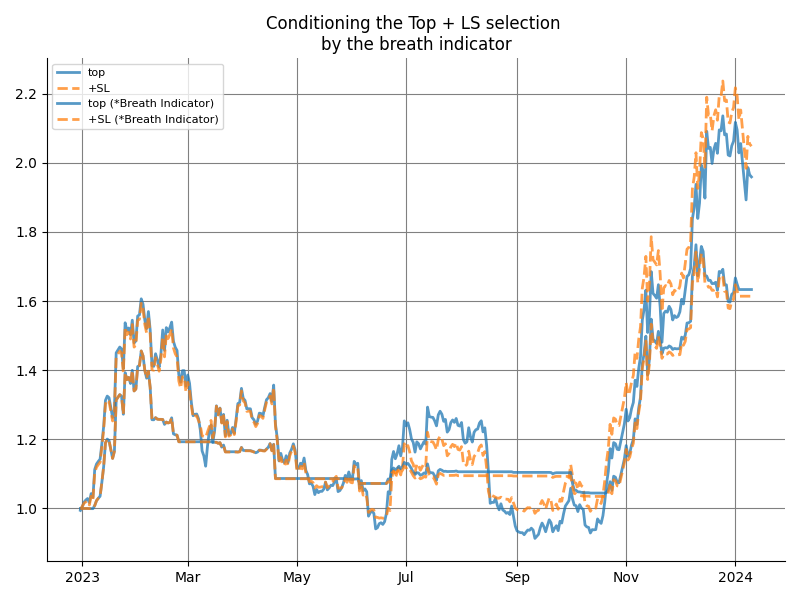 Conditioning the Top + LS selection
by the breath indicator
top
+SL
top (*Breath Indicator)
+SL (*Breath Indicator)
2.2
2.0
1.8
1.6
1.4
1.2
1.0
2023 Mar May Jul Sep Nov 2024